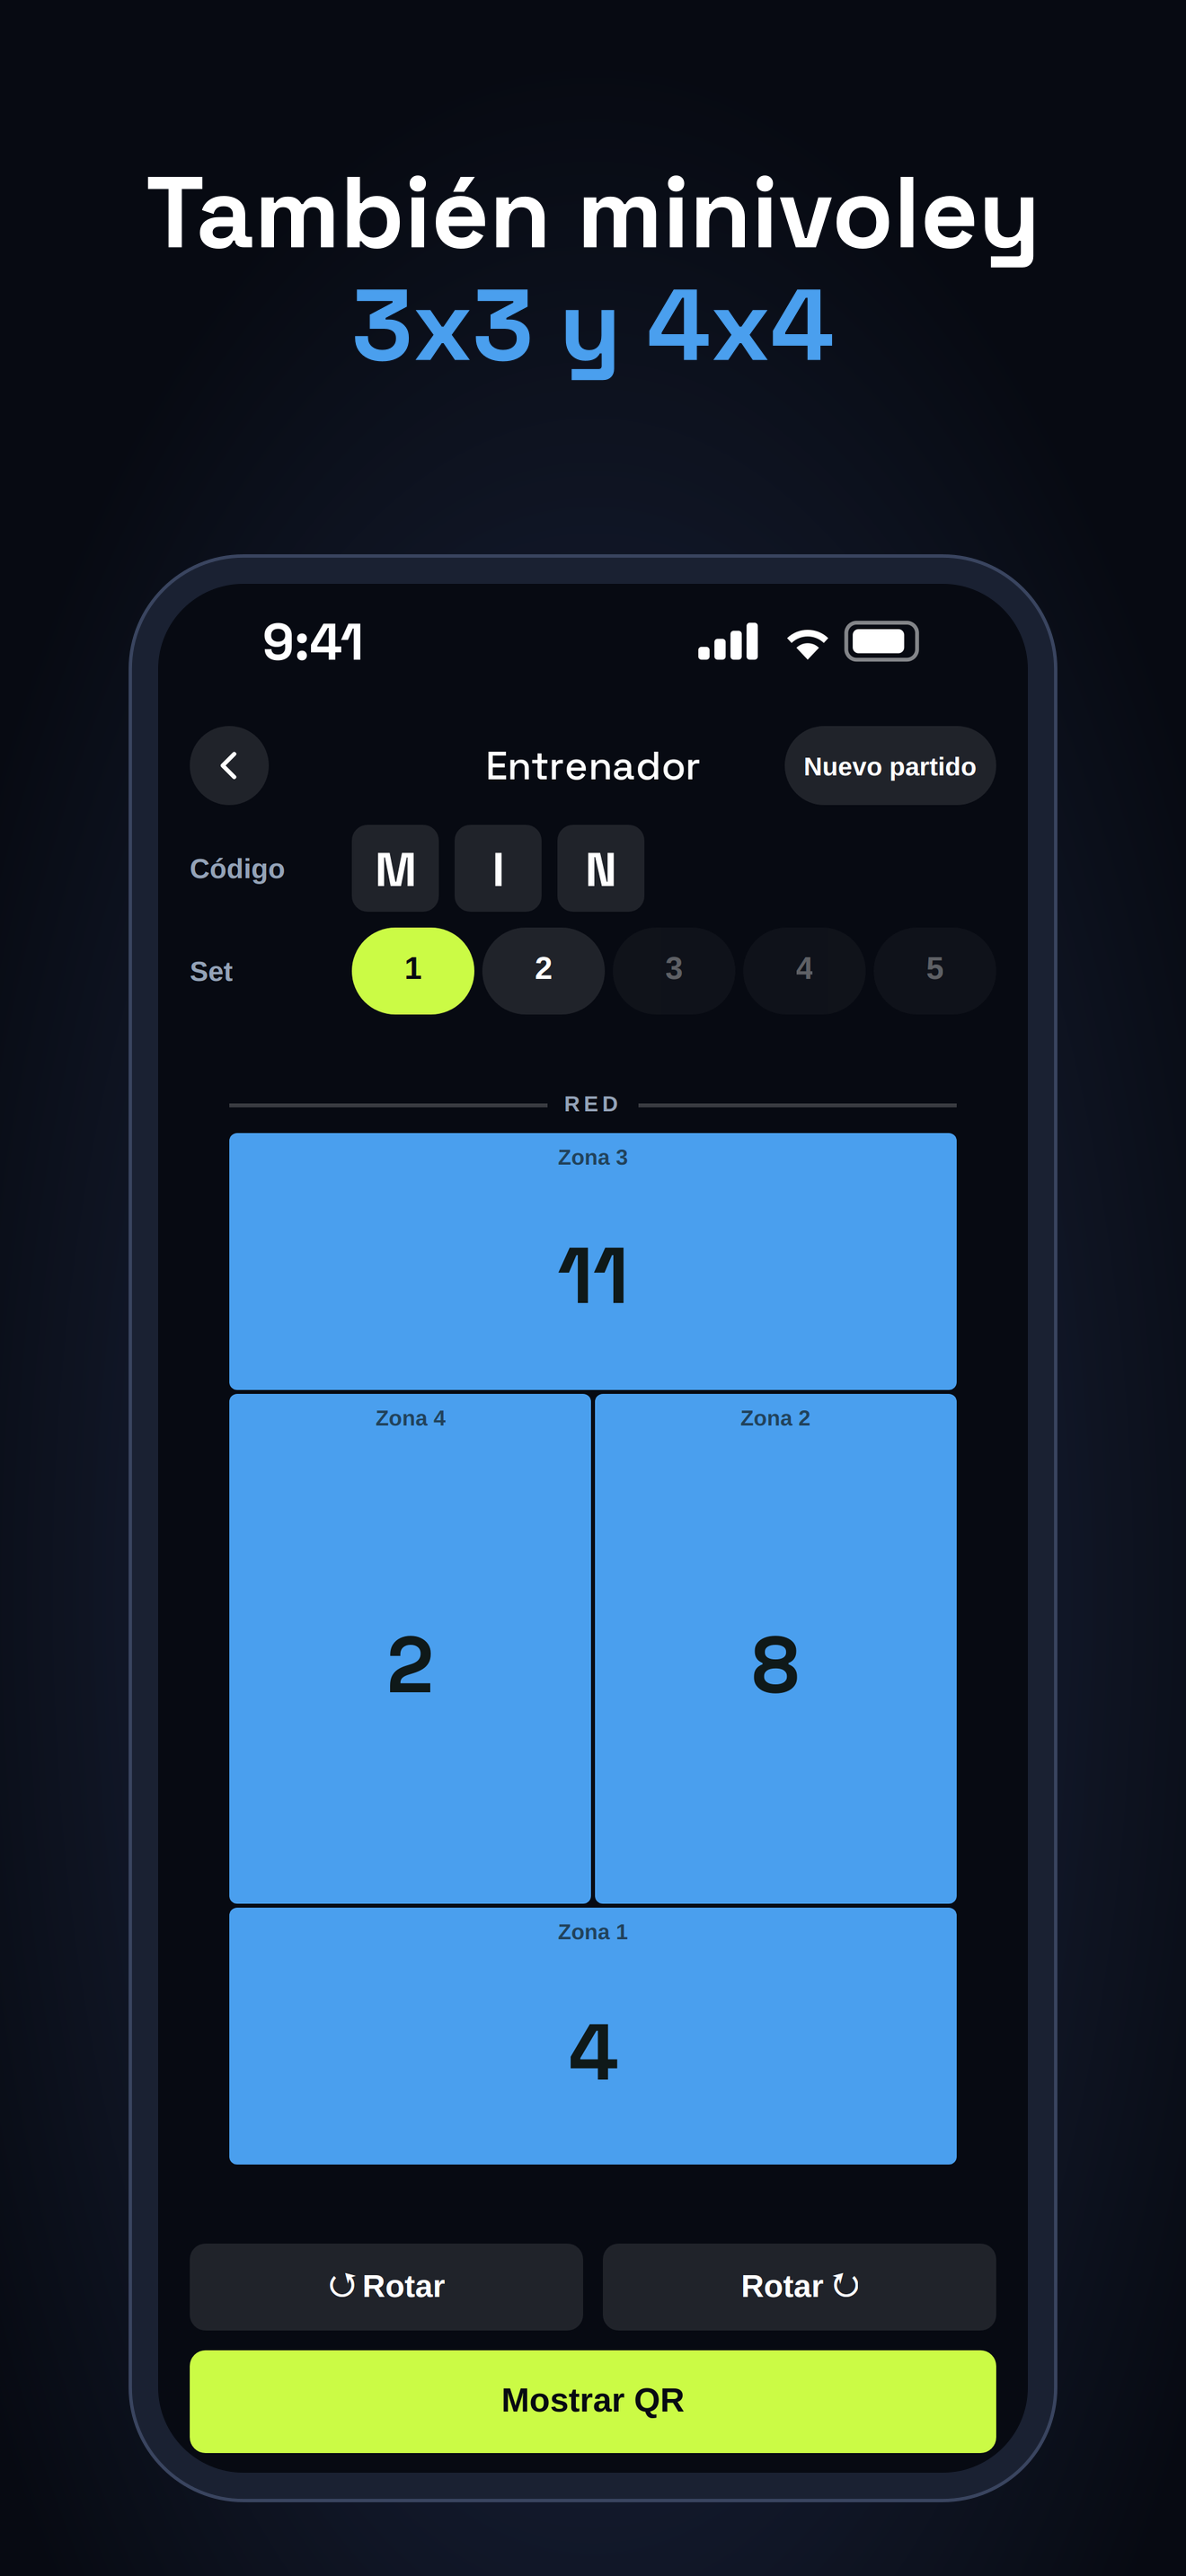 También minivoley
3x3 y 4x4
9:41
Entrenador
Nuevo partido
Código
M I N
Set
1 2 3 4 5
RED
Zona 3
11
Zona 4
Zona 2
2
8
Zona 1
4
Rotar
Rotar
Mostrar QR